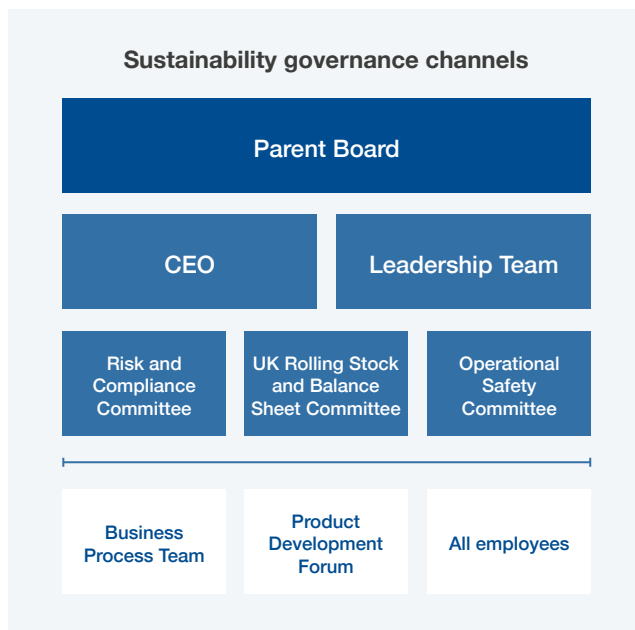 Sustainability governance channels
Parent Board
CEO
Leadership Team
Risk and
Compliance
Committee
UK Rolling Stock
and Balance
Sheet Committee
Operational
Safety
Committee
Business
Process Team
Product
Development
Forum
All employees